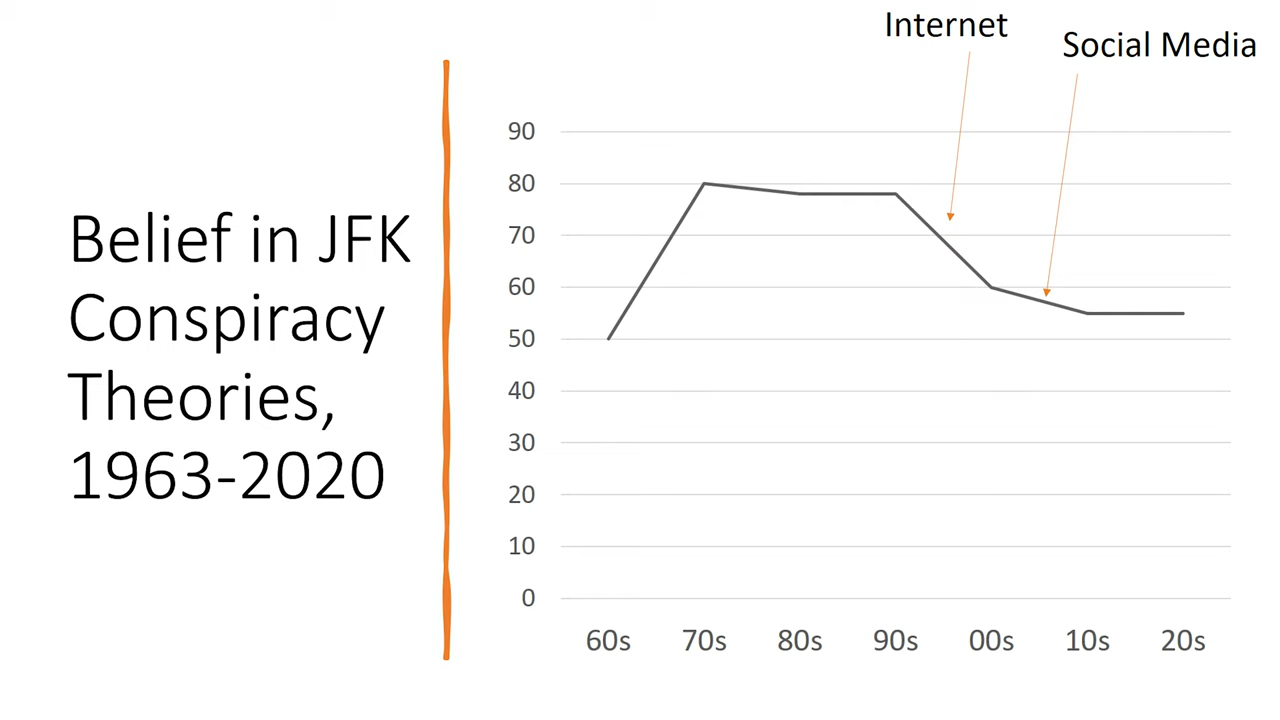 Belief in JFK
Conspiracy
Theories,
1963-2020
Internet
Social Media
90
80
70
60
50
40
30
20
10
0
60s 70s 80s 90s 00s 10s 20s